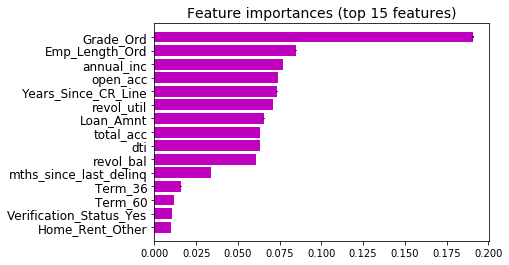 Feature importances (top 15 features)
Grade_Ord
Emp_Length_Ord
annual_inc
open_acc
Years_Since_CR_Line
revol_util
Loan_Amnt
total_acc
dti
revol_bal
mths_since_last_delinq
Term_36
Term_60
Verification_Status_Yes
Home_Rent_Other
0.000 0.025 0.050 0.075 0.100 0.125 0.150 0.175 0.200